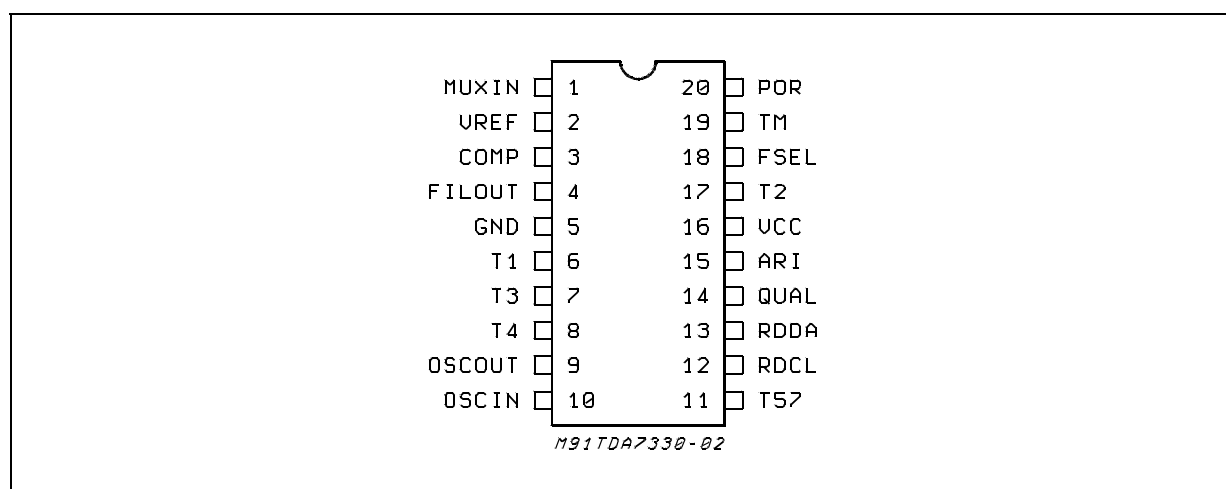 MUXIN 1 20 POR
VREF 2 19 TM
COMP 3 18 FSEL
FILOUT 4 17 T2
GND 5 16 VCC
T1 6 15 ARI
T3 7 14 QUAL
T4 8 13 RDDA
OSCOUT 9 12 RDCL
OSCIN 10 11 T57
M91TDA7330-02